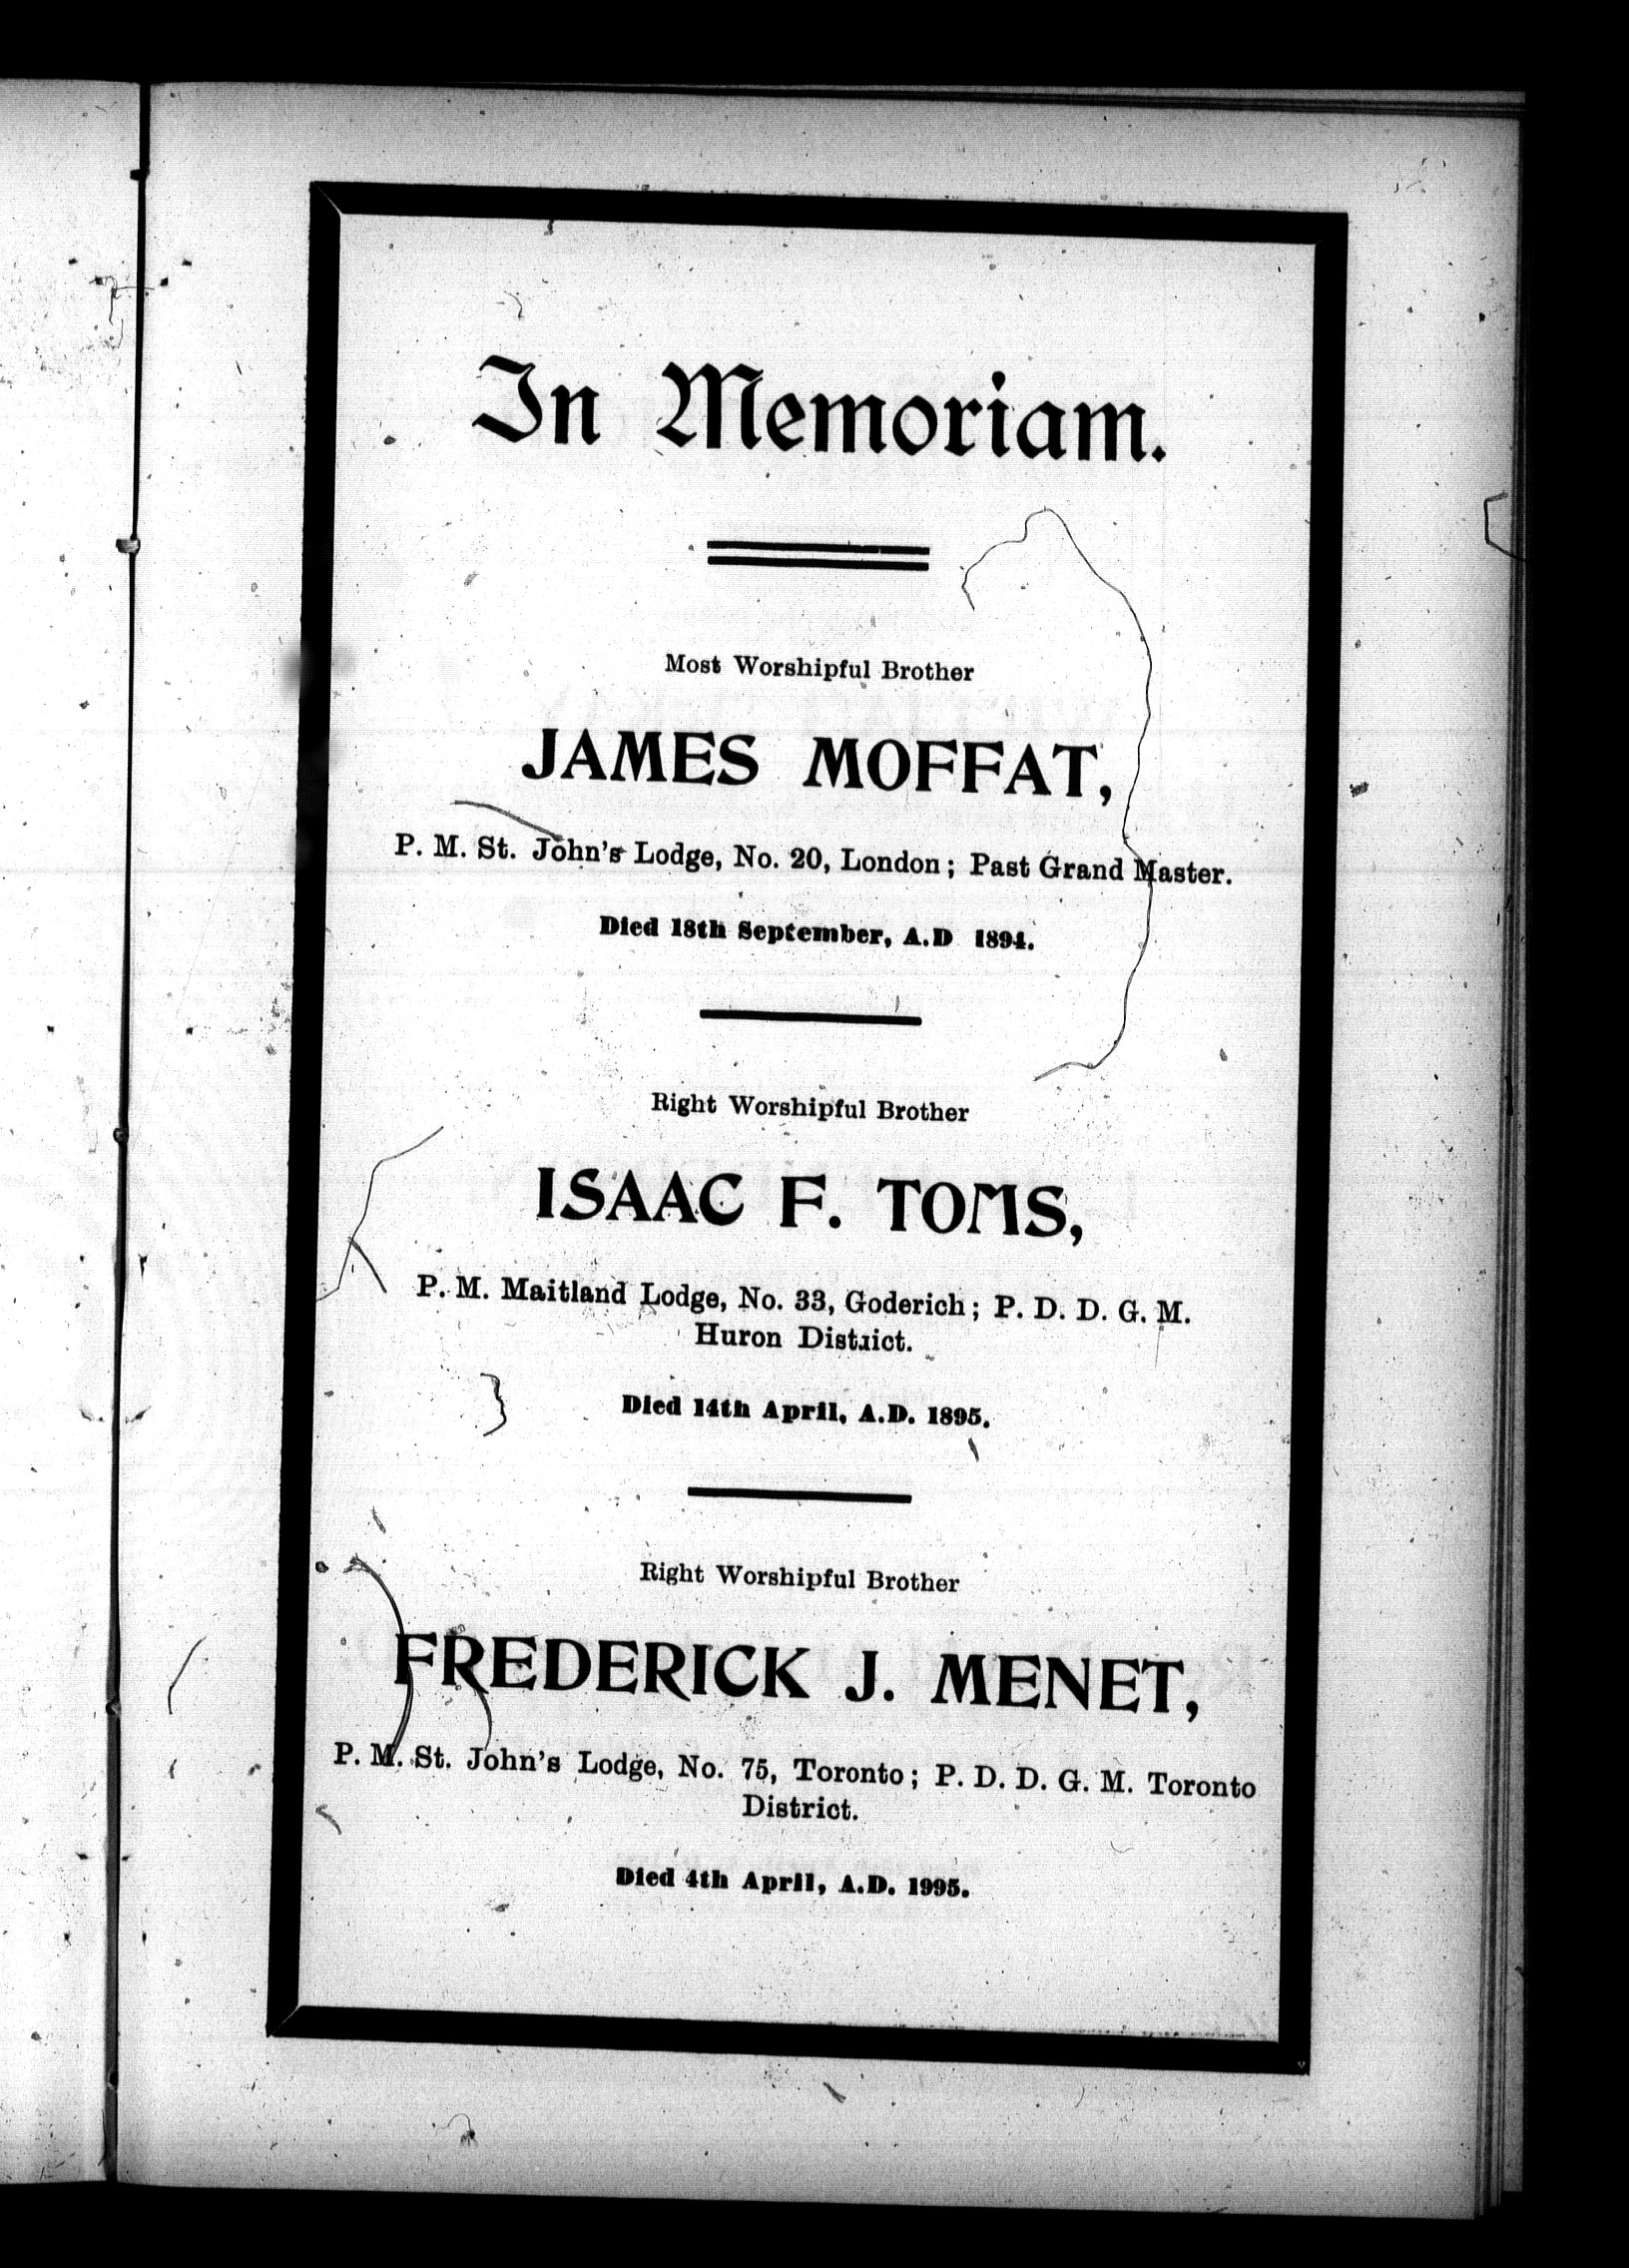 In Memoriam.
Most Worshipful Brother
JAMES MOFFAT,
P. M. St. John's Lodge, No. 20, London; Past Grand Master.
Died 18th September, A.D 1894.
Right Worshipful Brother
ISAAC F. TOMS,
P. M. Maitland Lodge, No. 33, Goderich; P. D. D. G. M.
Huron District.
Died 14th April, A.D. 1895.
Right Worshipful Brother
FREDERICK J. MENET,
P. M. St. John's Lodge, No. 75, Toronto; P. D. D. G. M. Toronto
District.
Died 4th April, A.D. 1995.